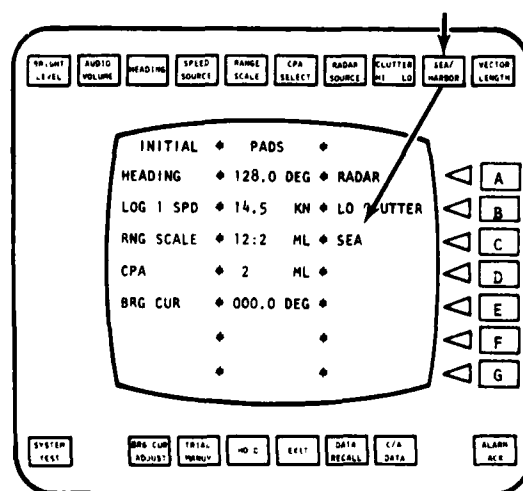 BRIGHT LEVEL AUDIO VOLUME HEADING SPEED SOURCE RANGE SCALE CPA SELECT RADAR SOURCE CLUTTER HI LO SEA/ HARBOR VECTOR LENGTH
INITIAL ◆ PADS ◆
HEADING ◆ 128.0 DEG ◆ RADAR
LOG 1 SPD ◆ 14.5 KN ◆ LO CLUTTER
RNG SCALE ◆ 12:2 ML ◆ SEA
CPA ◆ 2 ML ◆
BRG CUR ◆ 000.0 DEG ◆
◆ ◆
◆ ◆
A
B
C
D
E
F
G
SYSTEM TEST BRG CUR ADJUST TRIAL MANUV EXIT DATA RECALL C/A DATA ALARM ACK